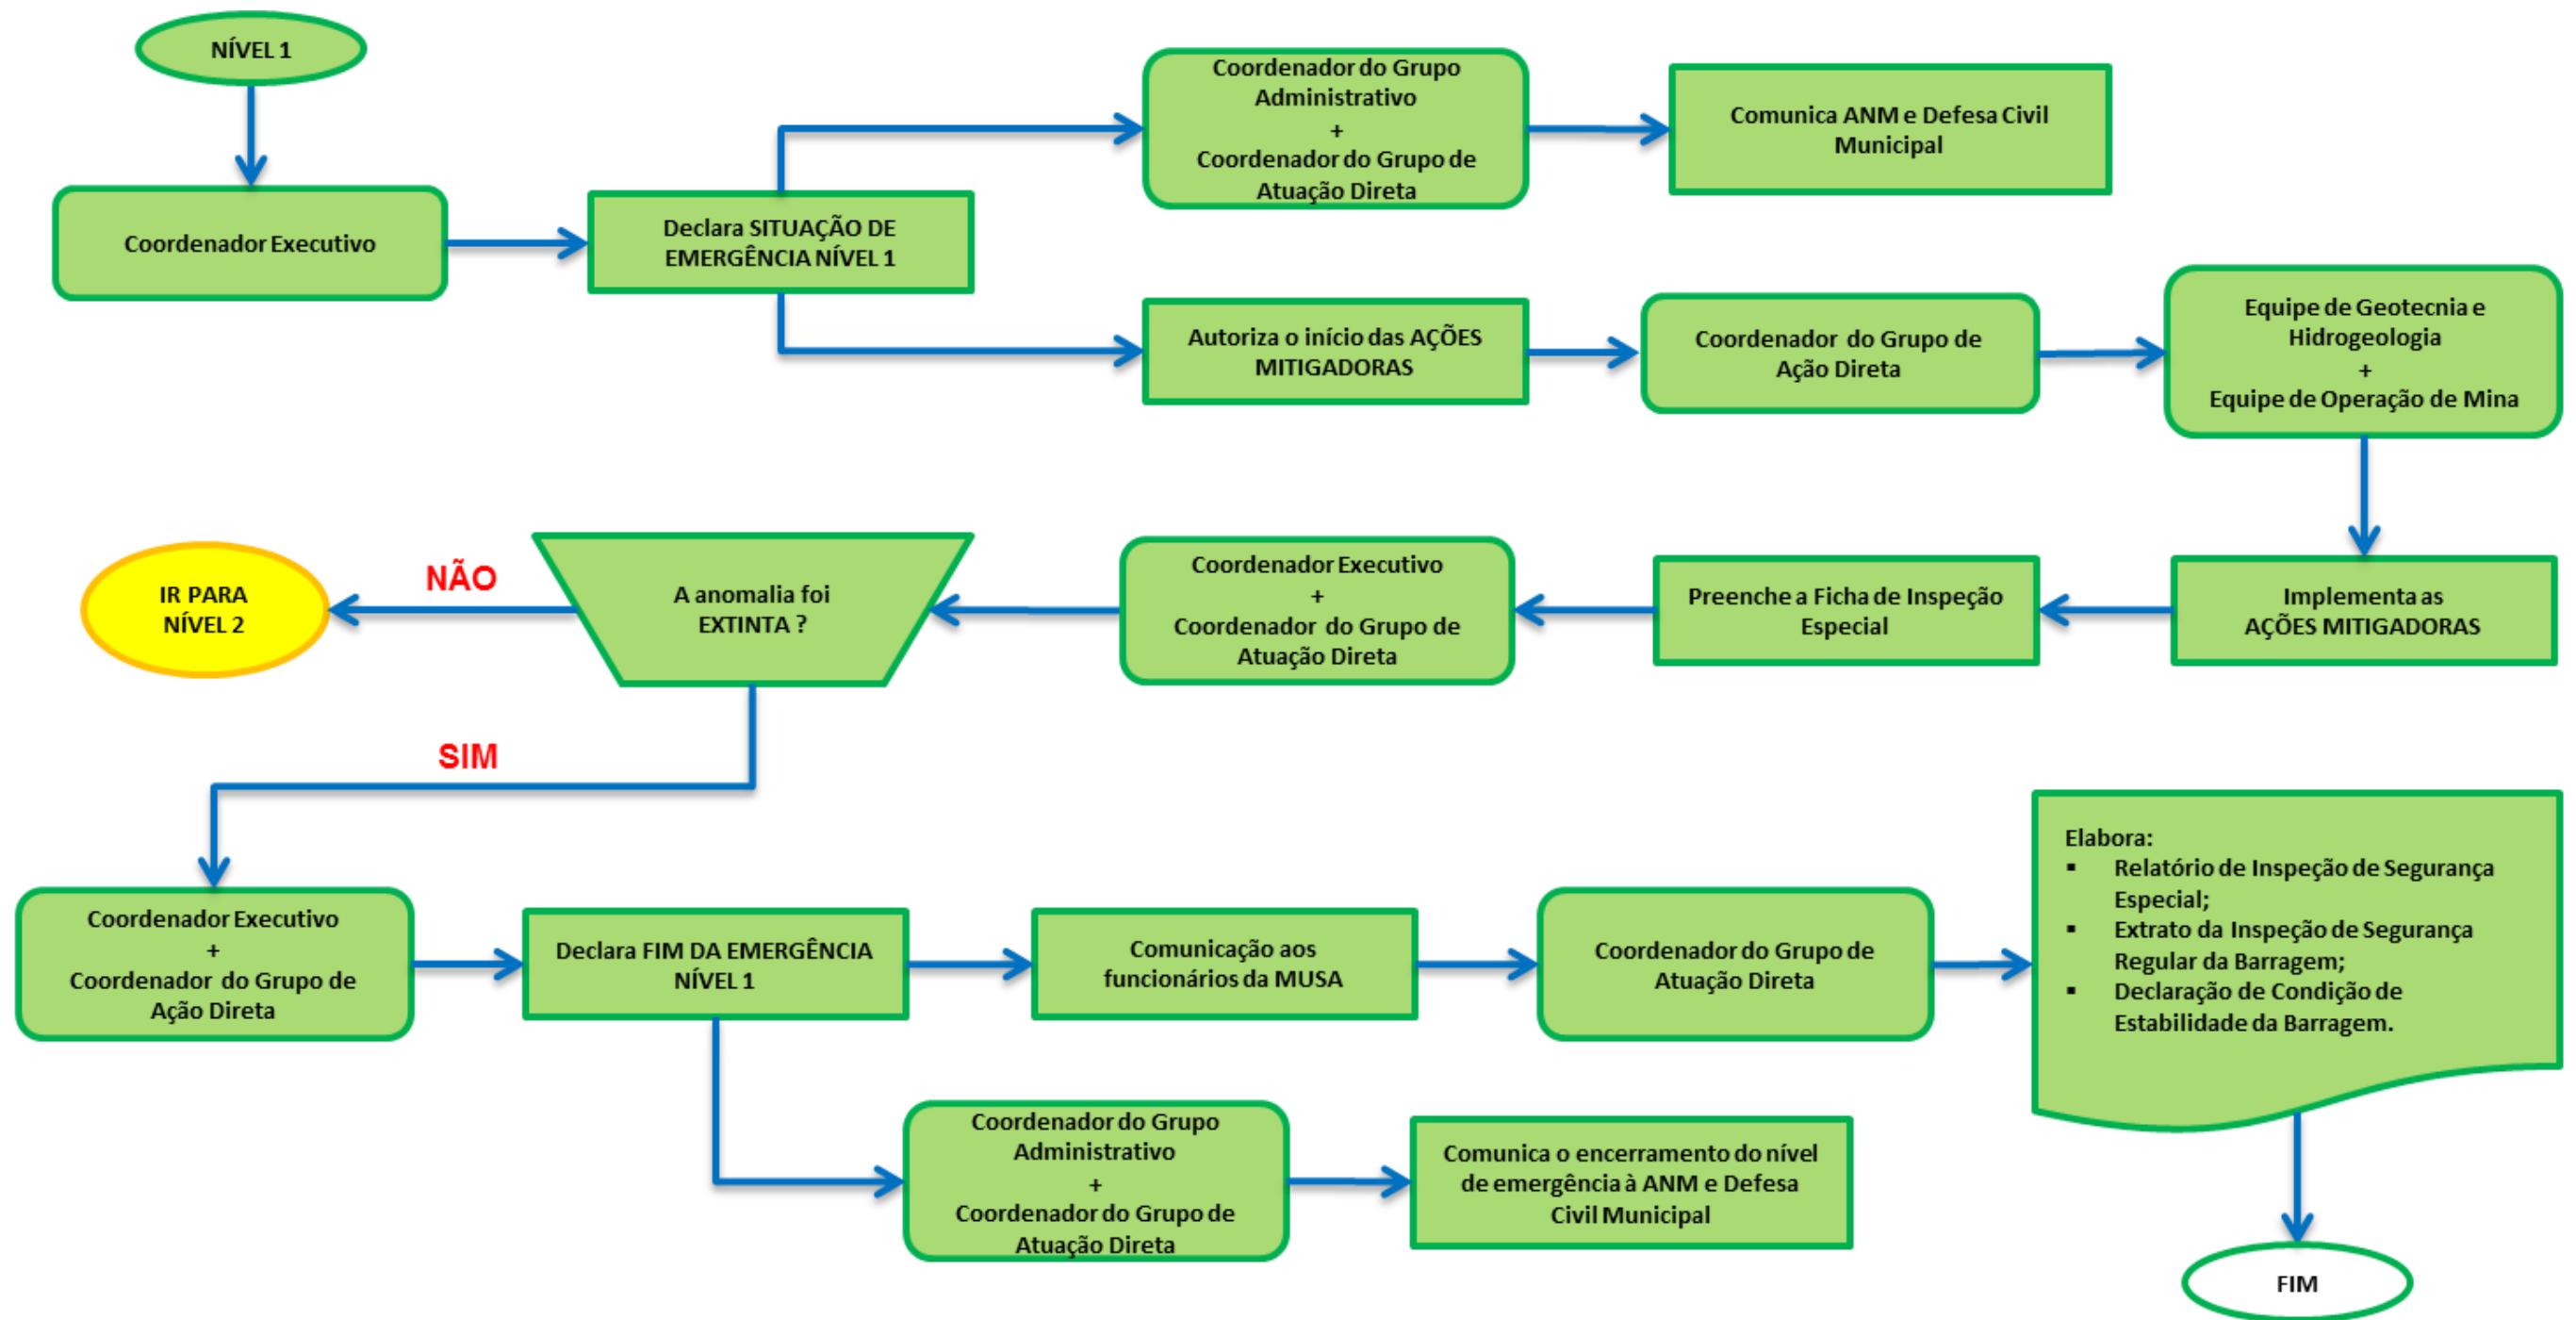 NÍVEL 1
Coordenador Executivo
Declara SITUAÇÃO DE
EMERGÊNCIA NÍVEL 1
Coordenador do Grupo
Administrativo
+
Coordenador do Grupo de
Atuação Direta
Comunica ANM e Defesa Civil
Municipal
Autoriza o início das AÇÕES
MITIGADORAS
Coordenador do Grupo de
Ação Direta
Equipe de Geotecnia e
Hidrogeologia
+
Equipe de Operação de Mina
Implementa as
AÇÕES MITIGADORAS
Preenche a Ficha de Inspeção
Especial
Coordenador Executivo
+
Coordenador do Grupo de
Atuação Direta
A anomalia foi
EXTINTA ?
NÃO
IR PARA
NÍVEL 2
SIM
Coordenador Executivo
+
Coordenador do Grupo de
Ação Direta
Declara FIM DA EMERGÊNCIA
NÍVEL 1
Comunicação aos
funcionários da MUSA
Coordenador do Grupo de
Atuação Direta
Elabora:
▪ Relatório de Inspeção de Segurança
Especial;
▪ Extrato da Inspeção de Segurança
Regular da Barragem;
▪ Declaração de Condição de
Estabilidade da Barragem.
Coordenador do Grupo
Administrativo
+
Coordenador do Grupo de
Atuação Direta
Comunica o encerramento do nível
de emergência à ANM e Defesa
Civil Municipal
FIM